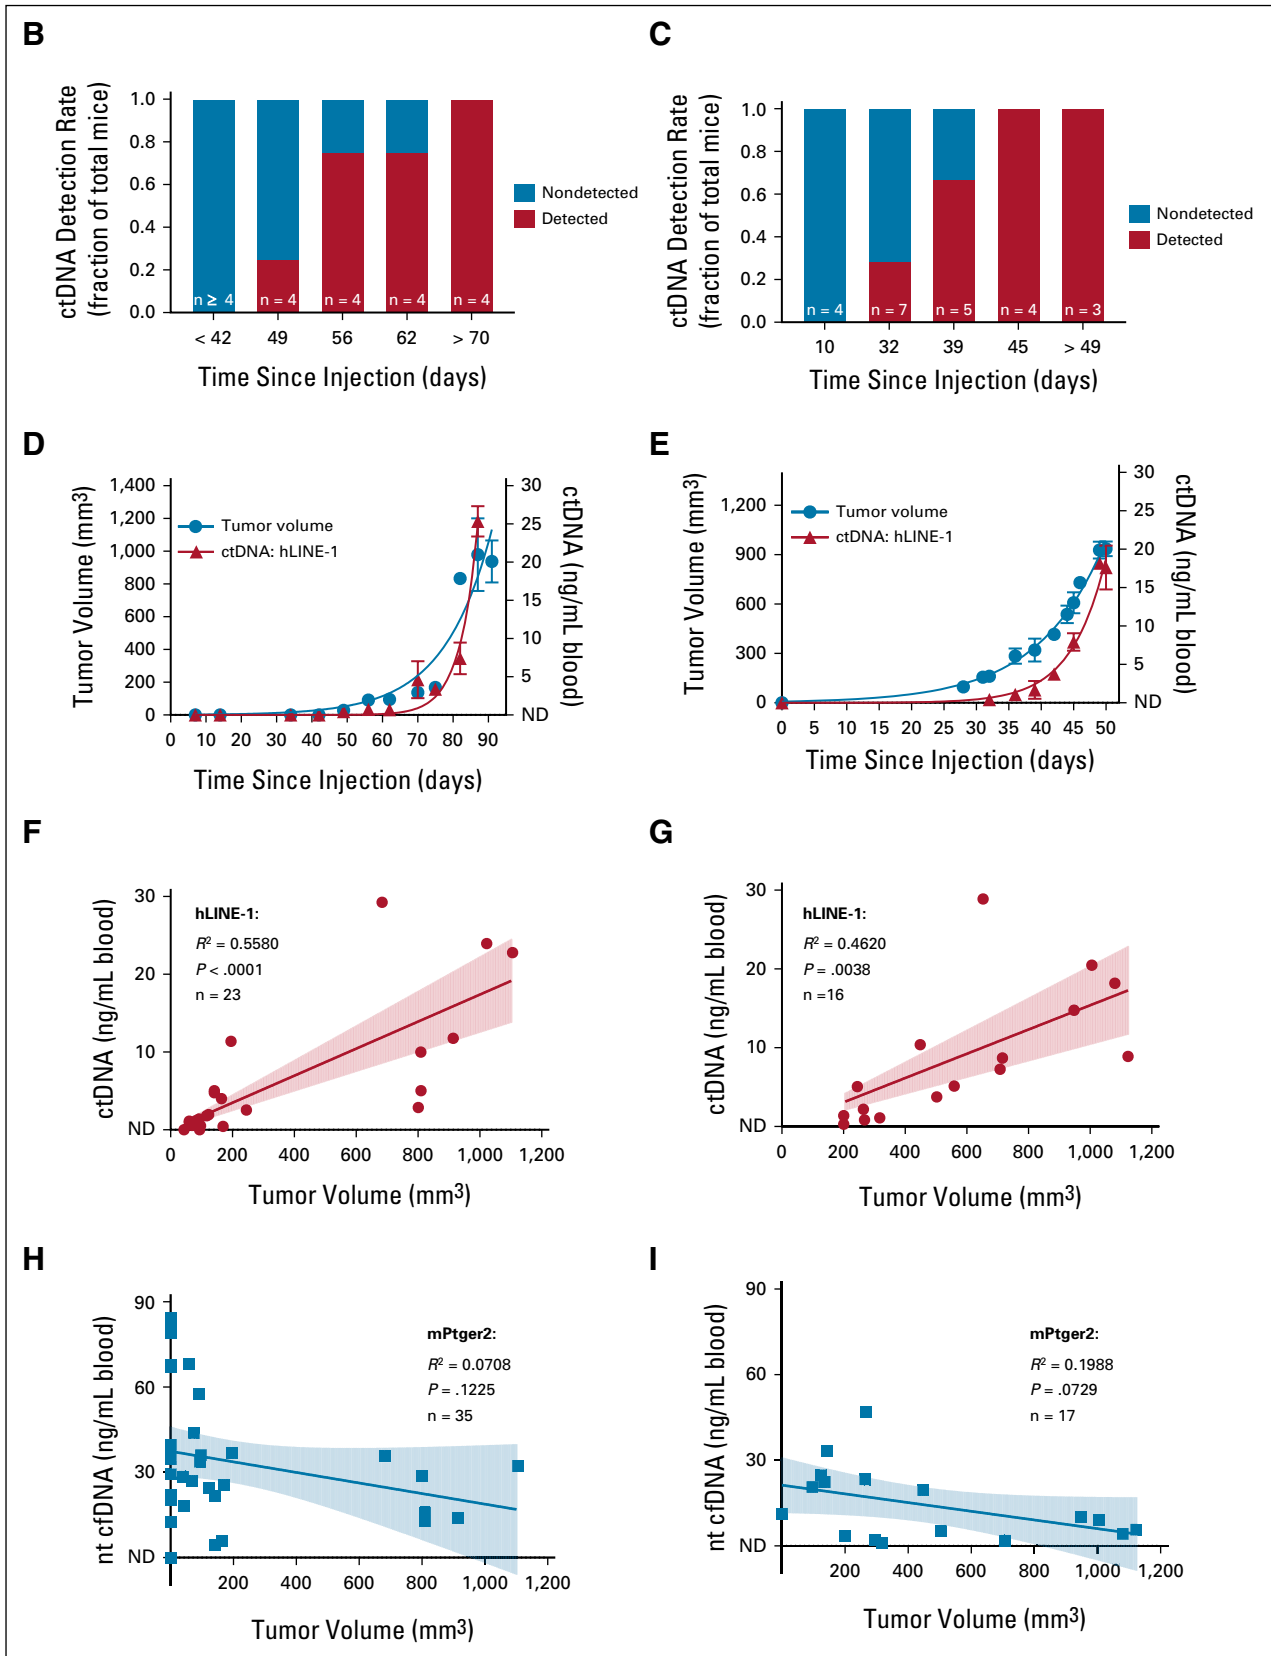 B
ctDNA Detection Rate
(fraction of total mice)
1.0
0.8
0.6
0.4
0.2
0.0
n ≥ 4
n = 4
n = 4
n = 4
n = 4
< 42
49
56
62
> 70
Time Since Injection (days)
Nondetected
Detected
C
ctDNA Detection Rate
(fraction of total mice)
1.0
0.8
0.6
0.4
0.2
0.0
n = 4
n = 7
n = 5
n = 4
n = 3
10
32
39
45
> 49
Time Since Injection (days)
Nondetected
Detected
D
Tumor Volume (mm3)
1,400
1,200
1,000
800
600
400
200
0
Tumor volume
ctDNA: hLINE-1
30
25
20
15
10
5
ND
ctDNA (ng/mL blood)
0 10 20 30 40 50 60 70 80 90
Time Since Injection (days)
E
Tumor Volume (mm3)
1,200
900
600
300
0
Tumor volume
ctDNA: hLINE-1
30
25
20
15
10
5
ND
ctDNA (ng/mL blood)
0 5 10 15 20 25 30 35 40 45 50
Time Since Injection (days)
F
ctDNA (ng/mL blood)
30
20
10
ND
hLINE-1:
R2 = 0.5580
P < .0001
n = 23
0 200 400 600 800 1,000 1,200
Tumor Volume (mm3)
G
ctDNA (ng/mL blood)
30
20
10
ND
hLINE-1:
R2 = 0.4620
P = .0038
n =16
0 200 400 600 800 1,000 1,200
Tumor Volume (mm3)
H
nt cfDNA (ng/mL blood)
90
60
30
ND
mPtger2:
R2 = 0.0708
P = .1225
n = 35
200 400 600 800 1,000 1,200
Tumor Volume (mm3)
I
nt cfDNA (ng/mL blood)
90
60
30
ND
mPtger2:
R2 = 0.1988
P = .0729
n = 17
200 400 600 800 1,000 1,200
Tumor Volume (mm3)